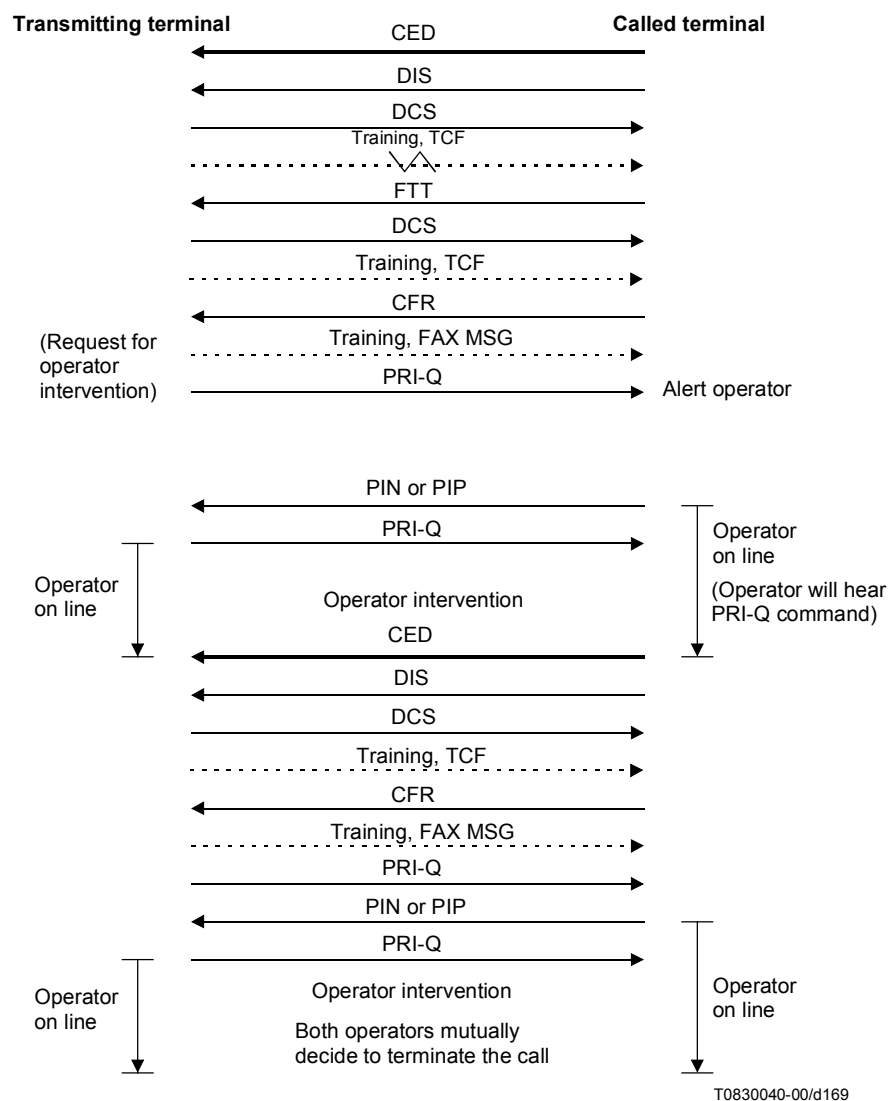 Transmitting terminal
Called terminal
CED
DIS
DCS
Training, TCF
FTT
DCS
Training, TCF
CFR
(Request for
operator
intervention)
Training, FAX MSG
PRI-Q
Alert operator
PIN or PIP
PRI-Q
Operator
on line
(Operator will hear
PRI-Q command)
Operator
on line
Operator intervention
CED
DIS
DCS
Training, TCF
CFR
Training, FAX MSG
PRI-Q
PIN or PIP
PRI-Q
Operator
on line
Operator intervention
Both operators mutually
decide to terminate the call
Operator
on line
T0830040-00/d169